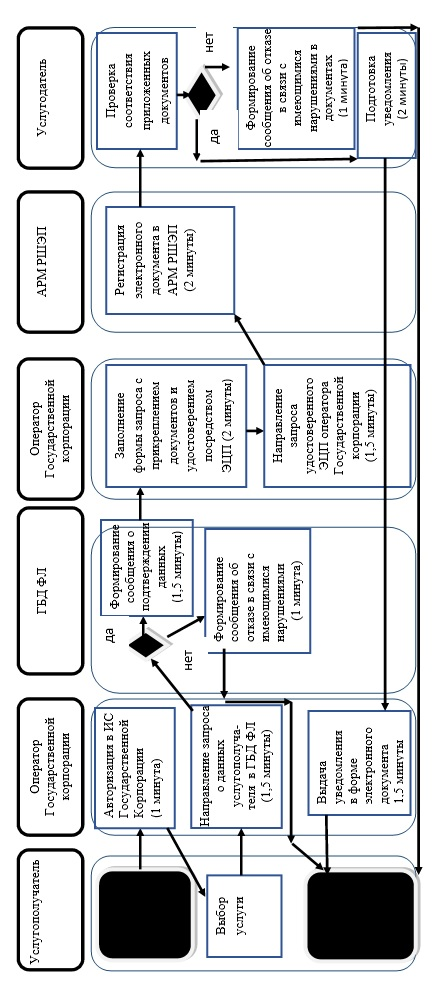 Услугополучатель
Оператор
Государственной
корпорации
ГБД ФЛ
Оператор
Государственной
корпорации
АРМ РШЭП
Услугодатель
Авторизация в ИС
Государственной
Корпорации
(1 минута)
Выбор
услуги
Направление запроса
о данных
услугополуча-
теля в ГБД ФЛ
(1,5 минуты)
Выдача
уведомления
в форме
электронного
документа
1,5 минуты
да
нет
Формирование
сообщения о
подтверждении
данных
(1,5 минуты)
Формирование
сообщения об
отказе в связи с
имеющимися
нарушениями
(1 минута)
Заполнение
формы запроса с
прикреплением
документов и
удостоверением
посредством
ЭЦП (2 минуты)
Направление
запроса
удостоверенного
ЭЦП оператора
Государственной
корпорации
(1,5 минуты)
Регистрация
электронного
документа в
АРМ РШЭП
(2 минуты)
Проверка
соответствия
приложенных
документов
нет
да
Формирование
сообщения об отказе
в связи с
имеющимися
нарушениями в
документах
(1 минута)
Подготовка
уведомления
(2 минуты)